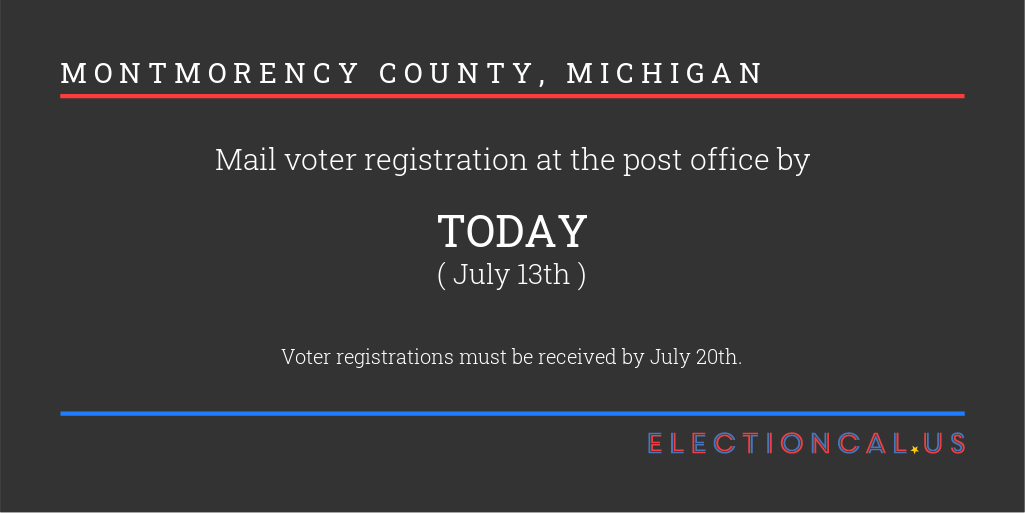 MONTMORENCY COUNTY, MICHIGAN
Mail voter registration at the post office by
TODAY
( July 13th )
Voter registrations must be received by July 20th.
ELECTIONCAL.US